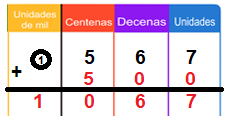 Unidades de mil Centenas Decenas Unidades
1 5 6 7
+ 5 0 0
1 0 6 7